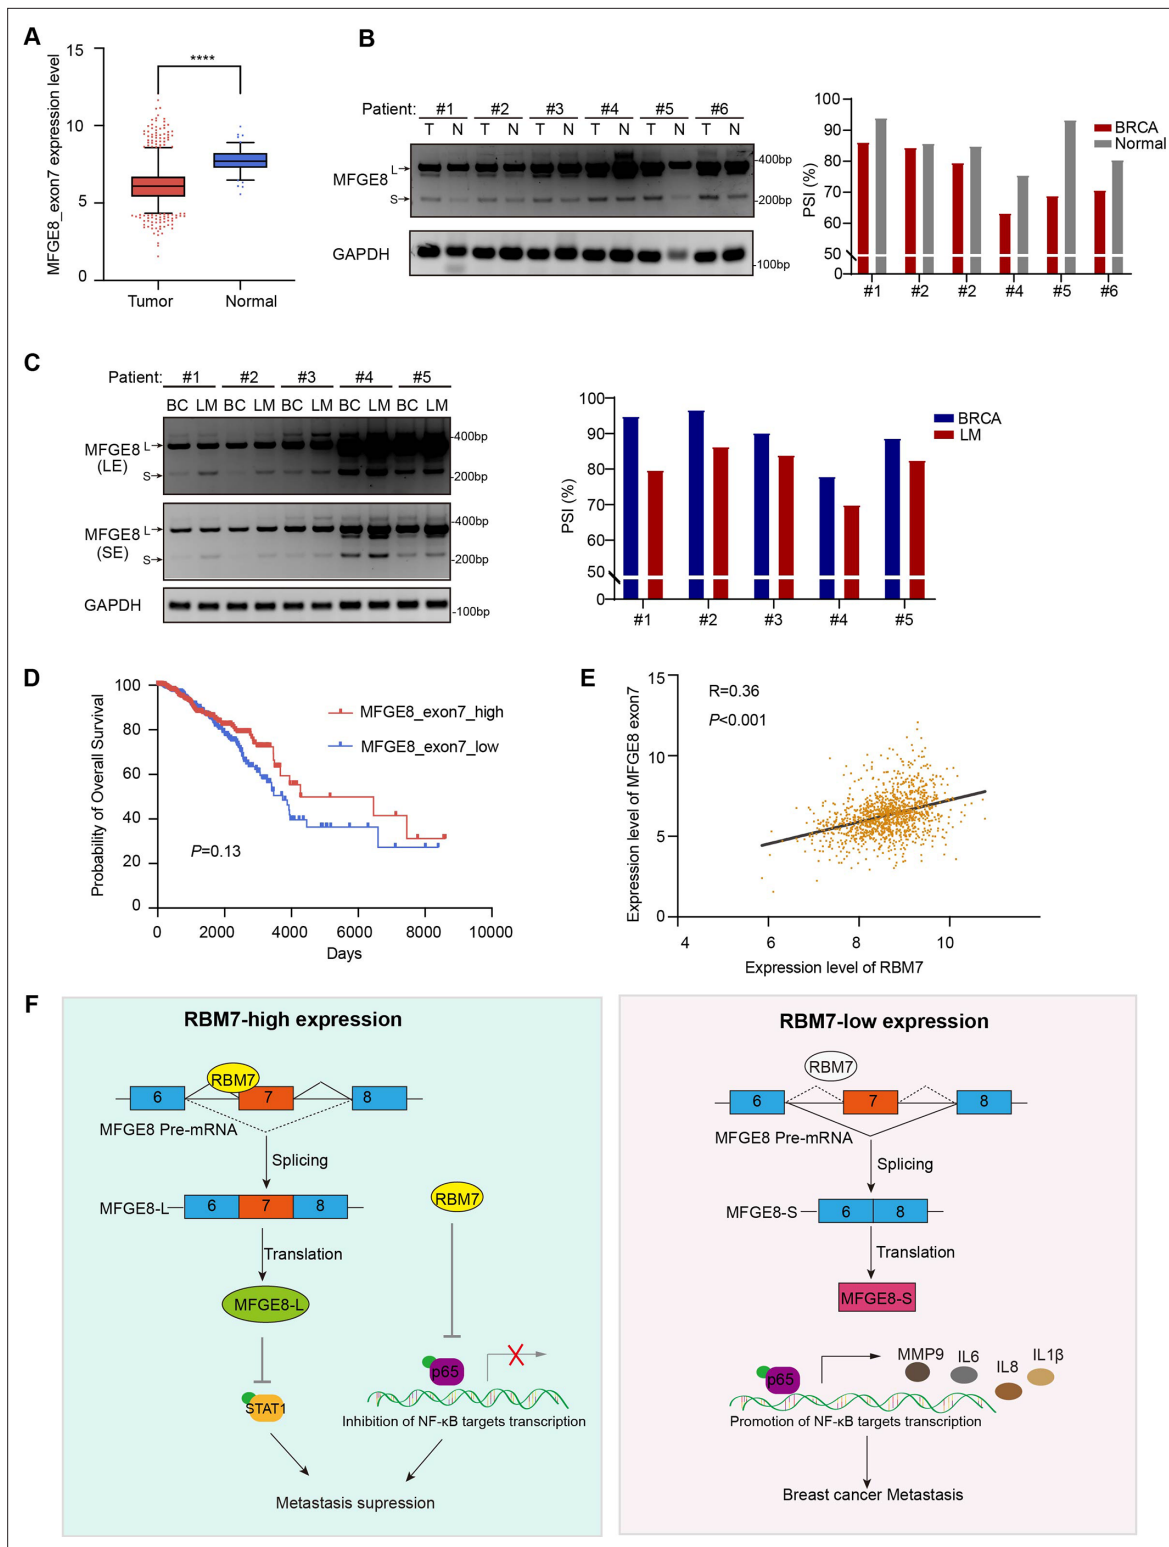 A
MFGE8_exon7 expression level
15
10
5
0
****
Tumor
Normal
B
Patient:
#1 #2 #3 #4 #5 #6
T N T N T N T N T N T N
MFGE8
L
S
400bp
200bp
GAPDH
100bp
PSI (%)
100
90
80
70
60
50
0
BRCA
Normal
#1 #2 #2 #4 #5 #6
C
Patient: #1 #2 #3 #4 #5
BC LM BC LM BC LM BC LM BC LM
MFGE8
(LE)
L
S
400bp
200bp
MFGE8
(SE)
L
S
400bp
200bp
GAPDH
100bp
PSI (%)
100
90
80
70
60
50
0
BRCA
LM
#1 #2 #3 #4 #5
D
Probability of Overall Survival
100
80
60
40
20
0
MFGE8_exon7_high
MFGE8_exon7_low
P=0.13
0 2000 4000 6000 8000 10000
Days
E
Expression level of MFGE8 exon7
15
10
5
0
R=0.36
P<0.001
4 6 8 10
Expression level of RBM7
F
RBM7-high expression
RBM7
6 7 8
MFGE8 Pre-mRNA
Splicing
MFGE8-L
6 7 8
RBM7
Translation
MFGE8-L
p65
STAT1
Inhibition of NF-κB targets transcription
Metastasis supression
RBM7-low expression
RBM7
6 7 8
MFGE8 Pre-mRNA
Splicing
MFGE8-S
6 8
Translation
MFGE8-S
p65
MMP9 IL6 IL8 IL1β
Promotion of NF-κB targets transcription
Breast cancer Metastasis